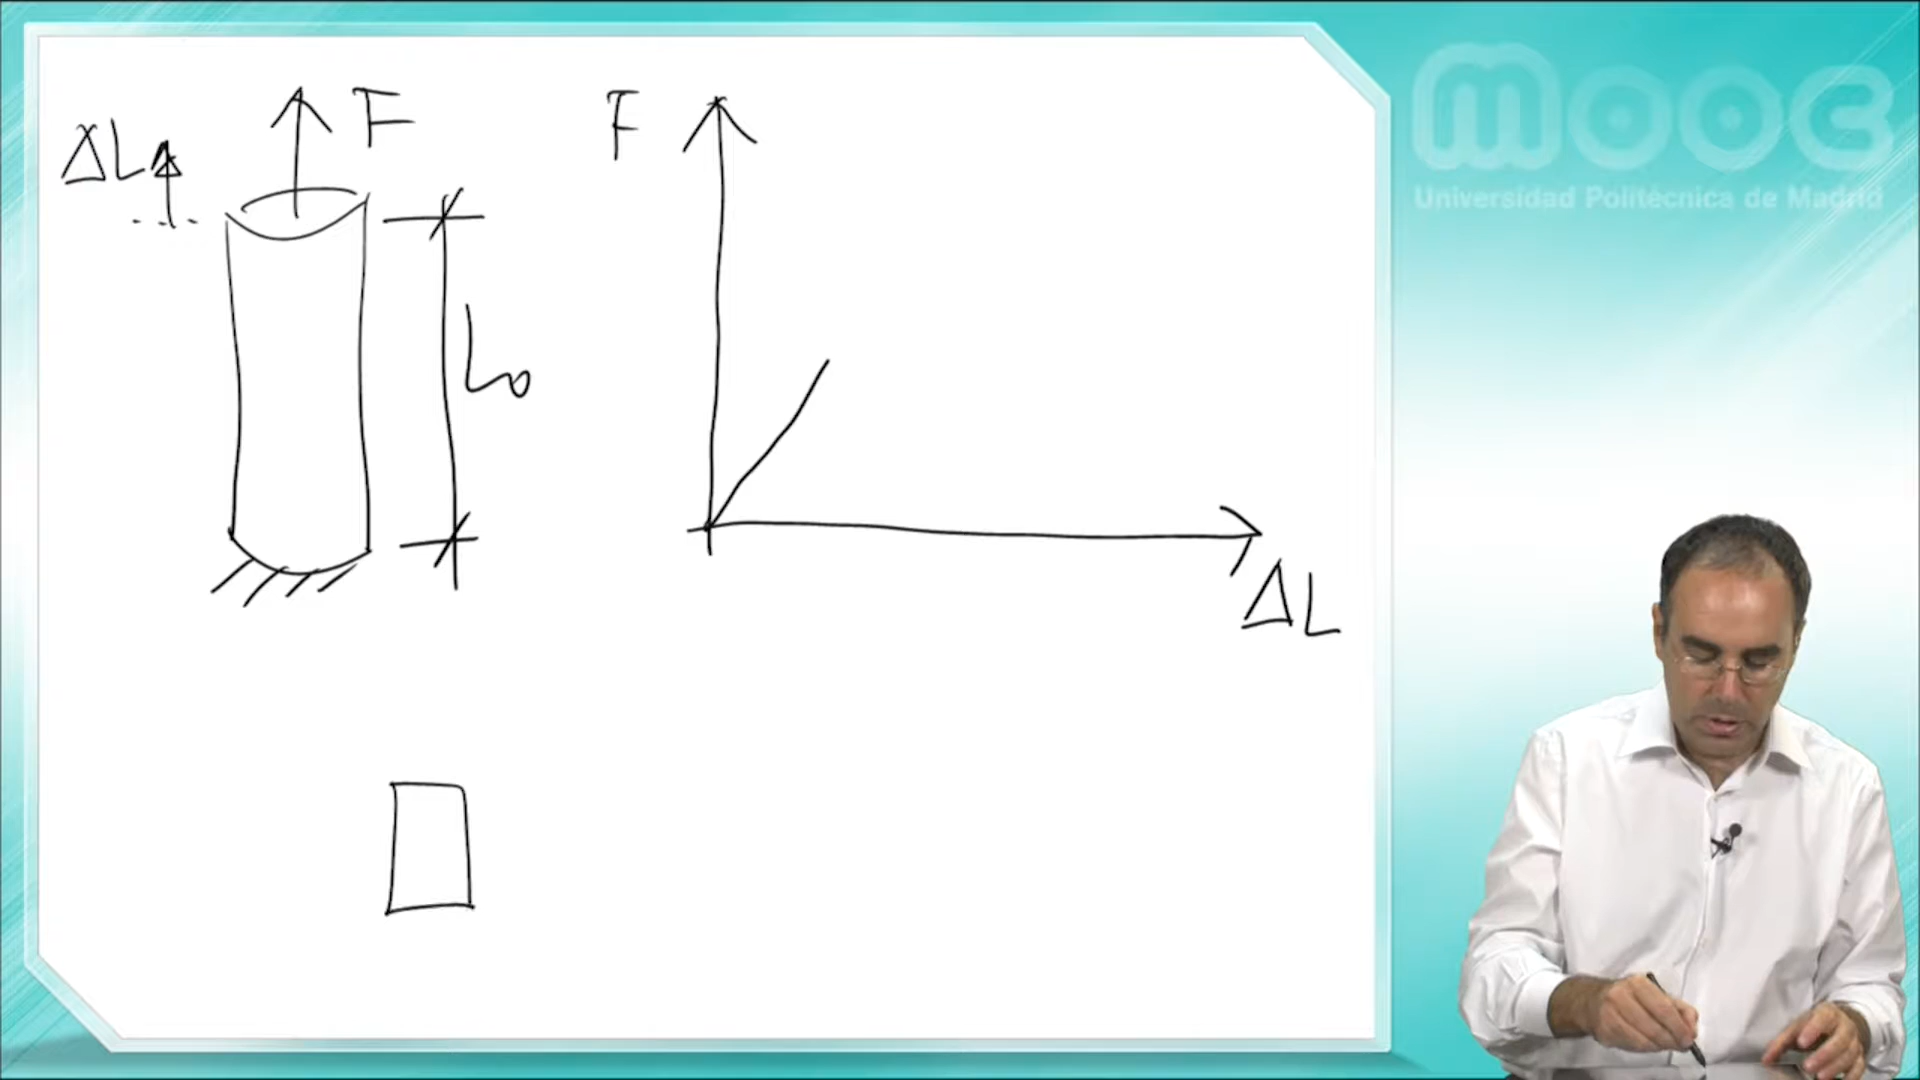 F
F
ΔL
L₀
ΔL
mooc
Universidad Politécnica de Madrid